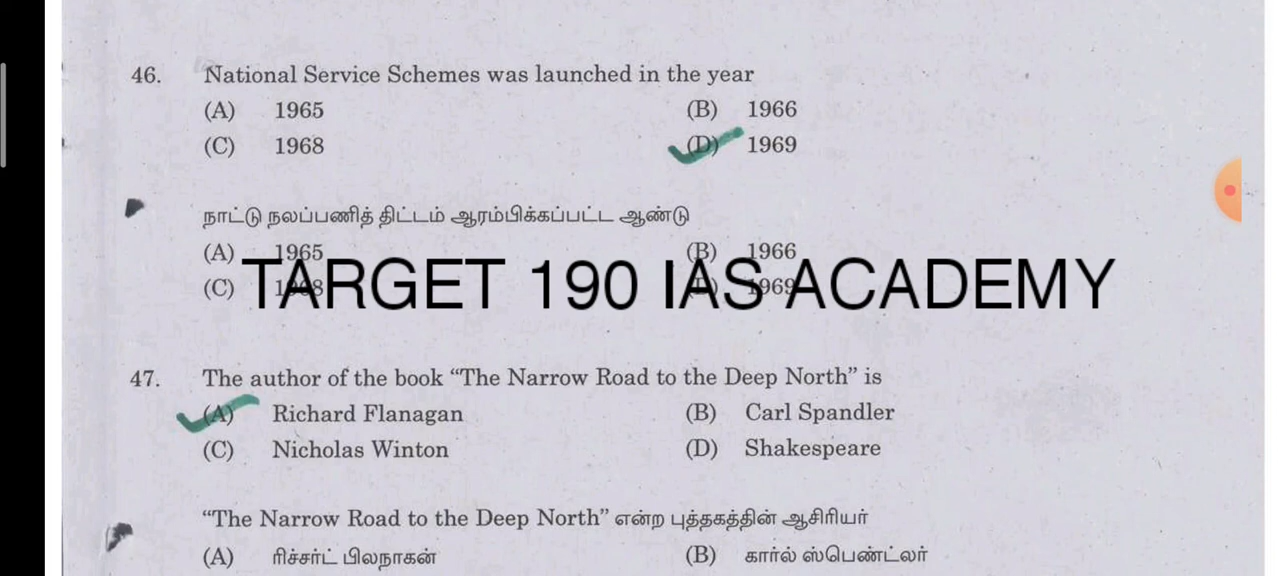 46. National Service Schemes was launched in the year
(A) 1965 (B) 1966
(C) 1968 (D) 1969
நாட்டு நலப்பணித் திட்டம் ஆரம்பிக்கப்பட்ட ஆண்டு
(A) 1965 (B) 1966
(C) 1968 (D) 1969
TARGET 190 IAS ACADEMY
47. The author of the book “The Narrow Road to the Deep North” is
(A) Richard Flanagan (B) Carl Spandler
(C) Nicholas Winton (D) Shakespeare
“The Narrow Road to the Deep North” என்ற புத்தகத்தின் ஆசிரியர்
(A) ரிச்சர்ட் பிலநாகன் (B) கார்ல் ஸ்பெண்ட்லர்